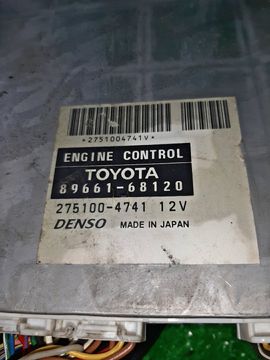 *2751004741V*
ENGINE CONTROL
TOYOTA
89661-68120
275100-4741 12V
DENSO MADE IN JAPAN